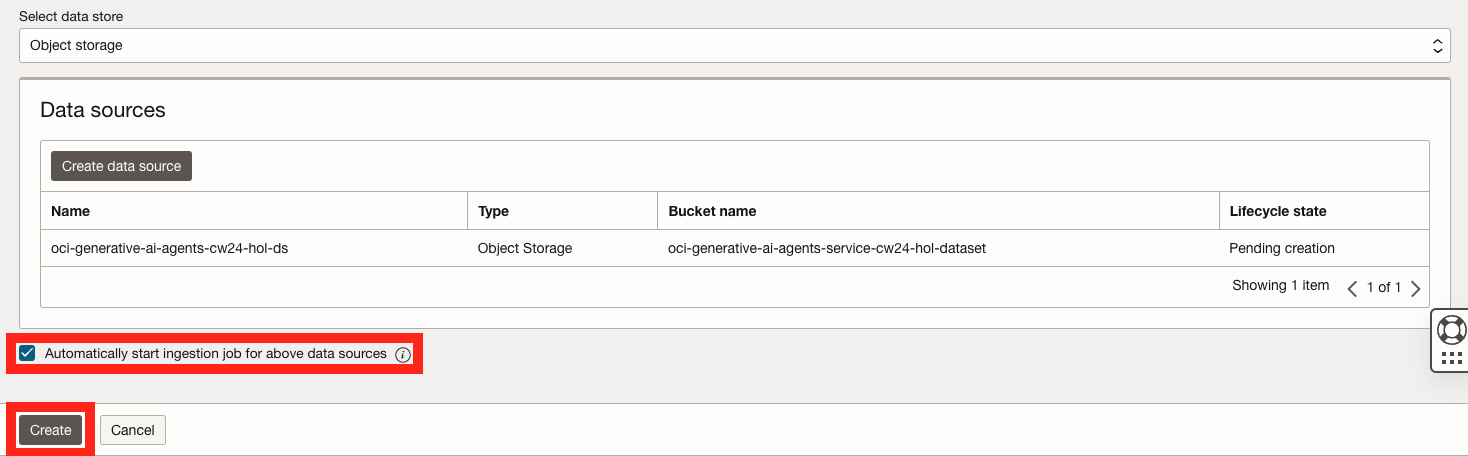 Select data store
Object storage
Data sources
Create data source
Name Type Bucket name Lifecycle state
oci-generative-ai-agents-cw24-hol-ds Object Storage oci-generative-ai-agents-service-cw24-hol-dataset Pending creation
Showing 1 item 1 of 1
Automatically start ingestion job for above data sources i
Create Cancel